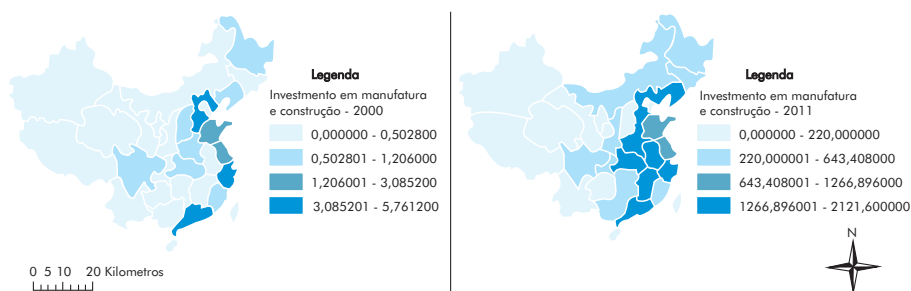 Legenda
Investimento em manufatura
e construção - 2000
0,000000 - 0,502800
0,502801 - 1,206000
1,206001 - 3,085200
3,085201 - 5,761200
0 5 10 20 Kilometros
Legenda
Investimento em manufatura
e construção - 2011
0,000000 - 220,000000
220,000001 - 643,408000
643,408001 - 1266,896000
1266,896001 - 2121,600000
N